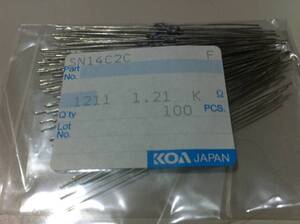 SN14C2C F
Part
No.
1211 1.21 K Ω
Q'ty 100 PCS.
Lot
No.
KOA JAPAN